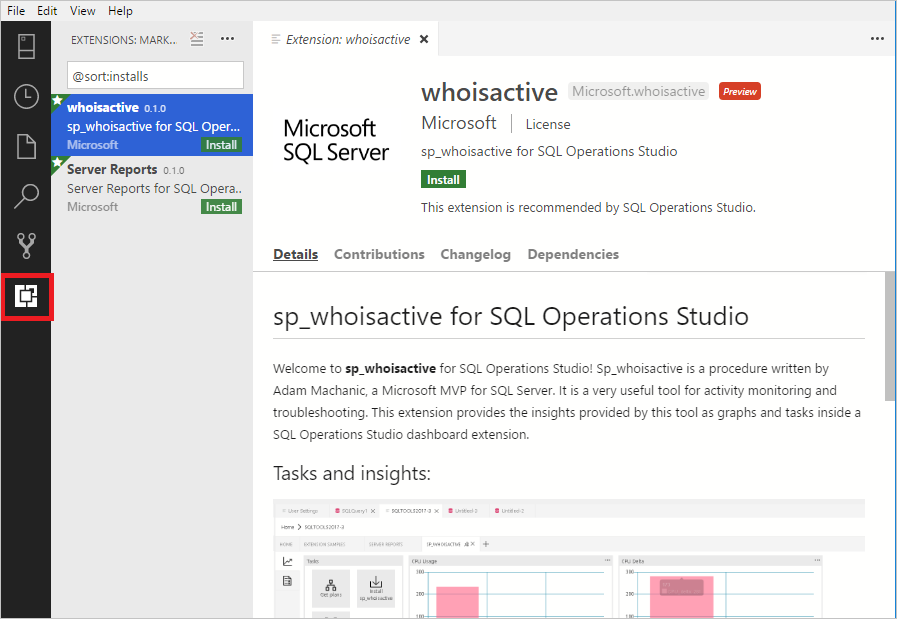 File Edit View Help
EXTENSIONS: MARK...
@sort:installs
whoisactive 0.1.0
sp_whoisactive for SQL Oper...
Microsoft Install
Server Reports 0.1.0
Server Reports for SQL Opera..
Microsoft Install
Extension: whoisactive
Microsoft
SQL Server
whoisactive Microsoft.whoisactive Preview
Microsoft License
sp_whoisactive for SQL Operations Studio
Install
This extension is recommended by SQL Operations Studio.
Details Contributions Changelog Dependencies
sp_whoisactive for SQL Operations Studio
Welcome to sp_whoisactive for SQL Operations Studio! Sp_whoisactive is a procedure written by
Adam Machanic, a Microsoft MVP for SQL Server. It is a very useful tool for activity monitoring and
troubleshooting. This extension provides the insights provided by this tool as graphs and tasks inside a
SQL Operations Studio dashboard extension.
Tasks and insights:
User Settings SQLQuery1 SQLTOOLS2017-3 Untitled-3 Untitled-2
Home SQLTOOLS2017-3
HOME EXTENSION SAMPLES SERVER REPORTS SP_WHOISACTIVE
Tasks CPU Usage CPU Delta
300 300
Get plans Install
sp_whoisactive
200 200
100 100